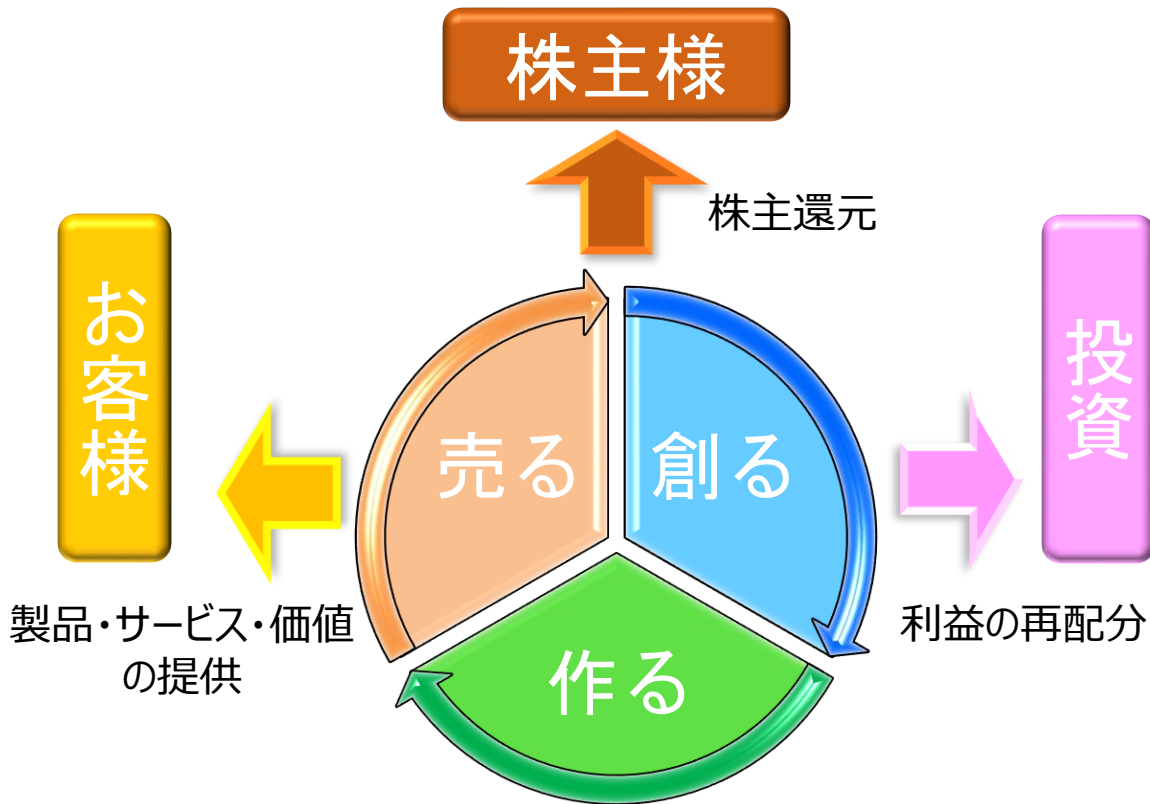 株主様
株主還元
お客様
投資
売る
創る
作る
製品・サービス・価値
の提供
利益の再配分